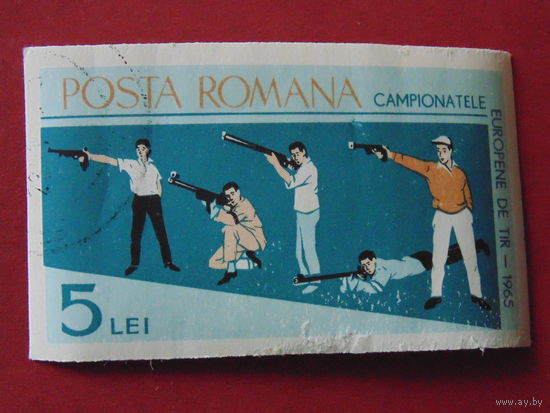 POSTA ROMANA CAMPIONATELE
EUROPENE DE TIR – 1965
5 LEI
www.ay.by